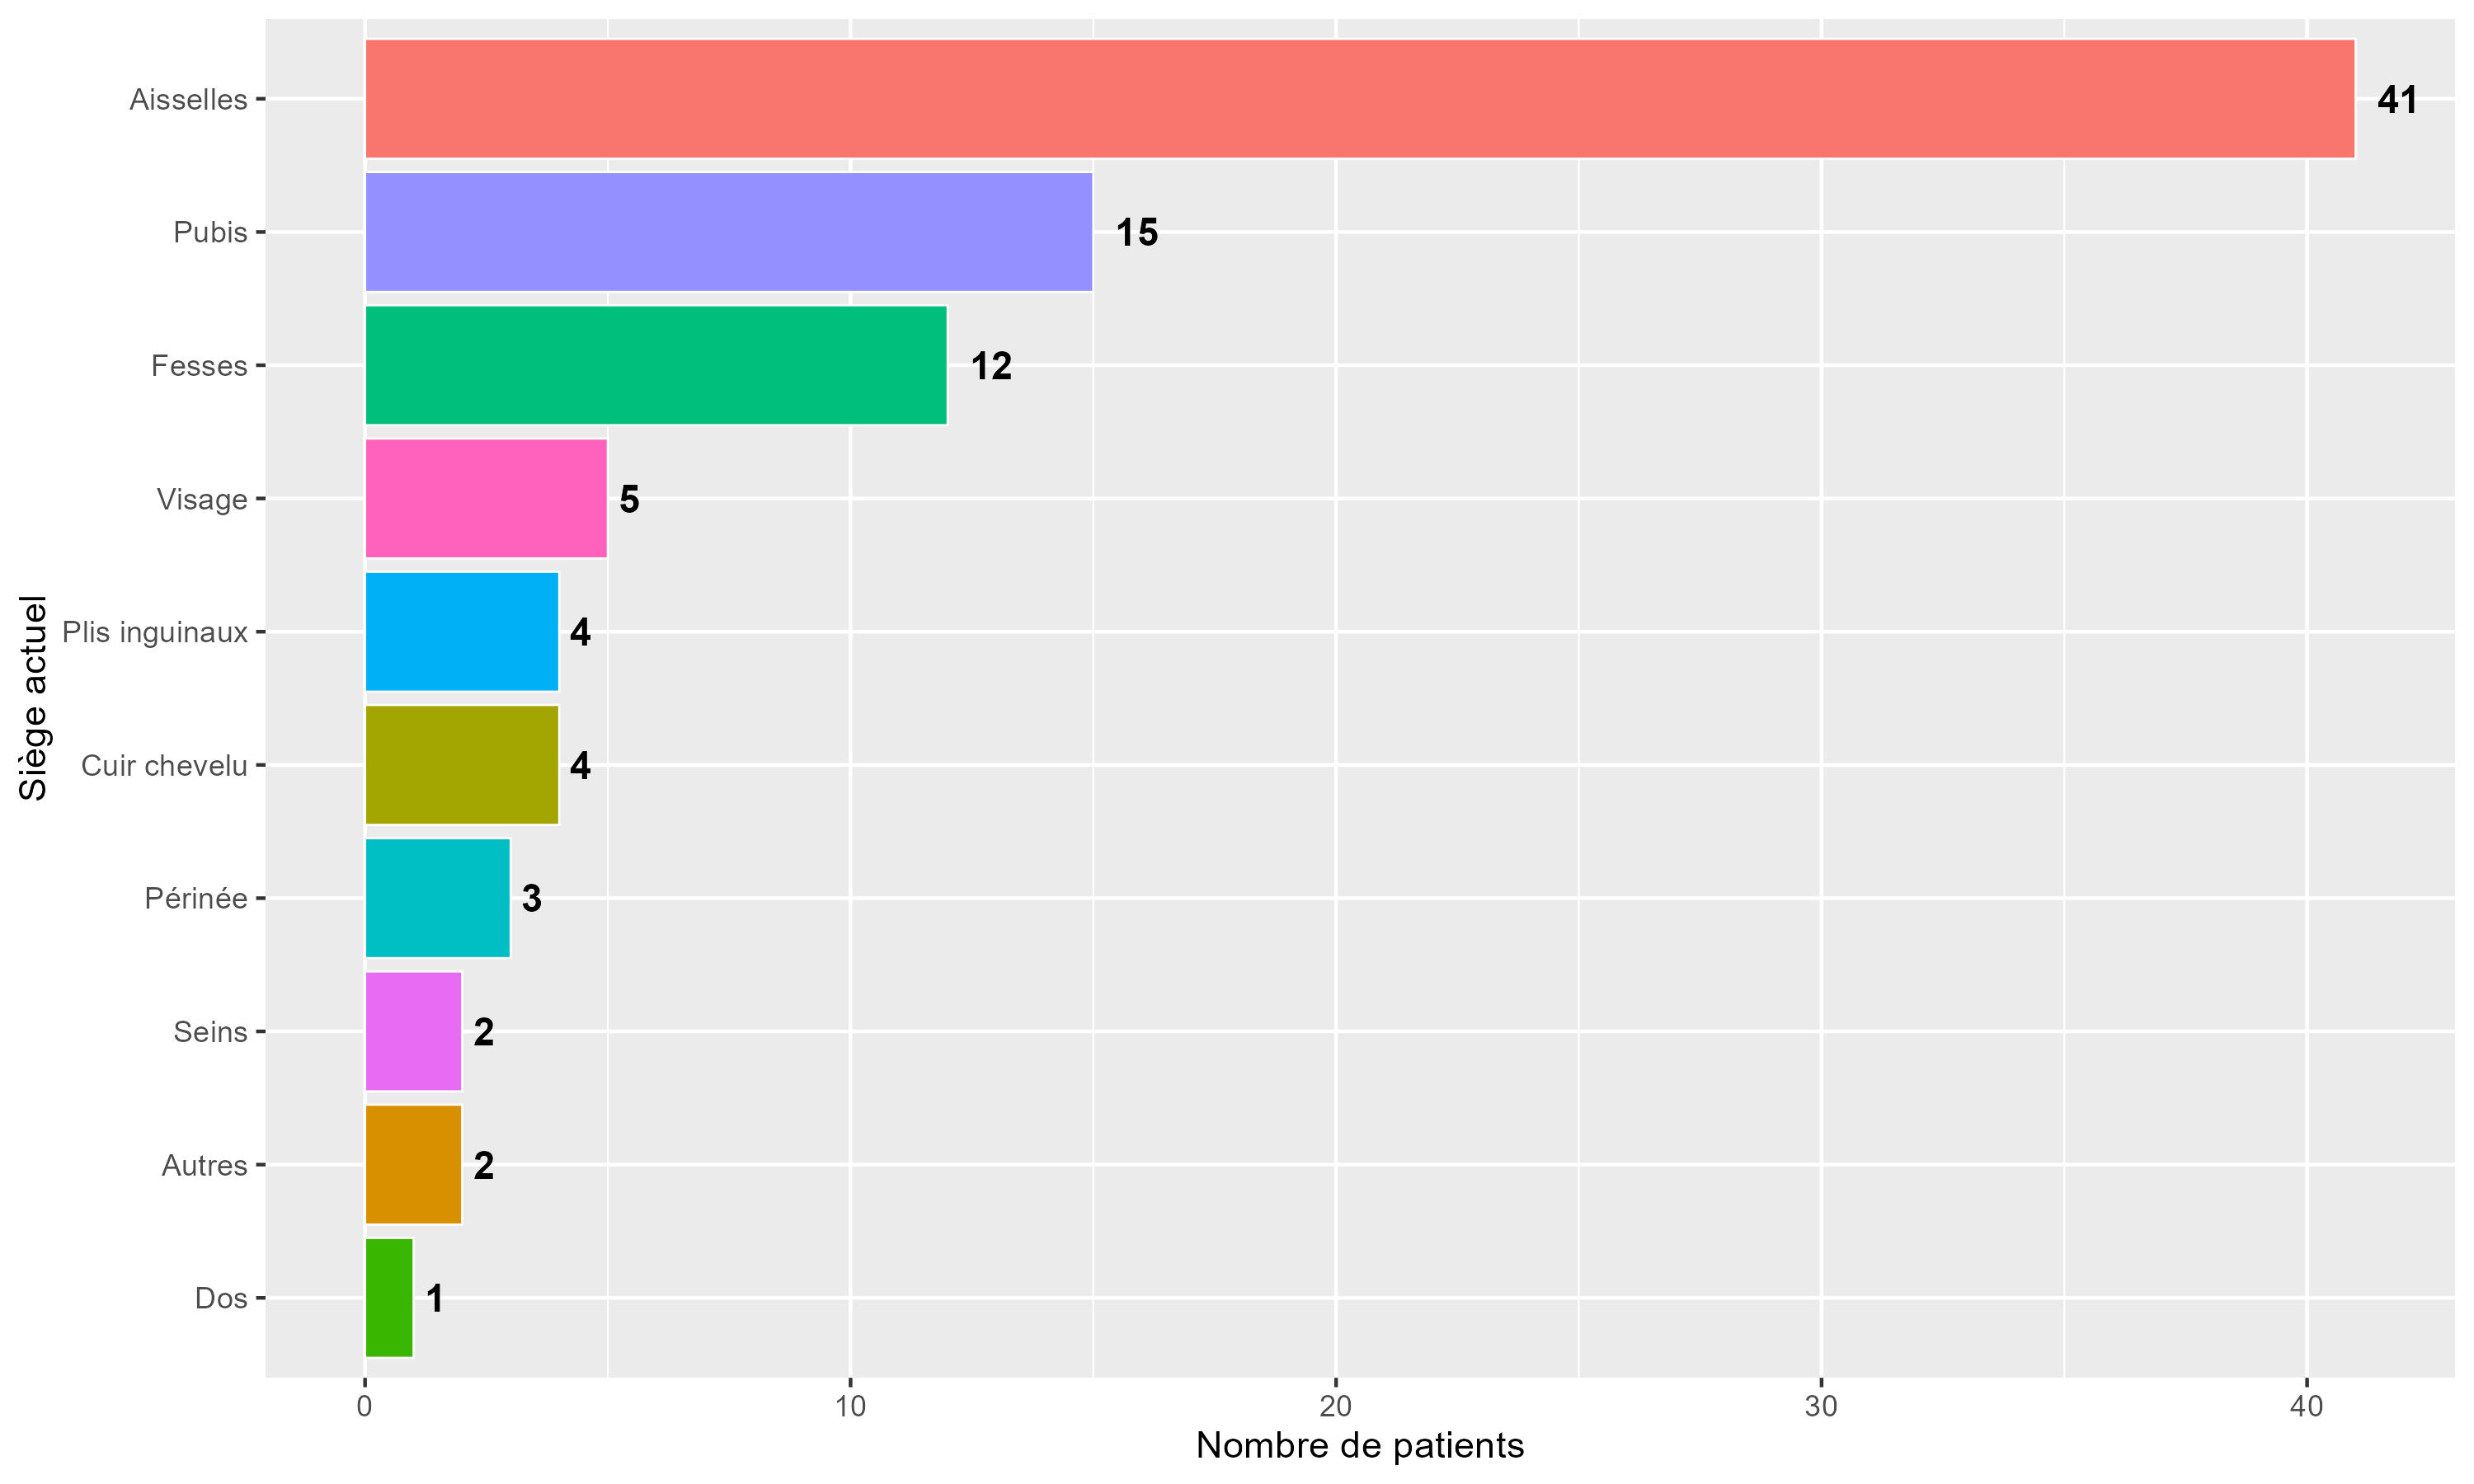 Siège actuel
Aisselles 41
Pubis 15
Fesses 12
Visage 5
Plis inguinaux 4
Cuir chevelu 4
Périnée 3
Seins 2
Autres 2
Dos 1
0 10 20 30 40
Nombre de patients